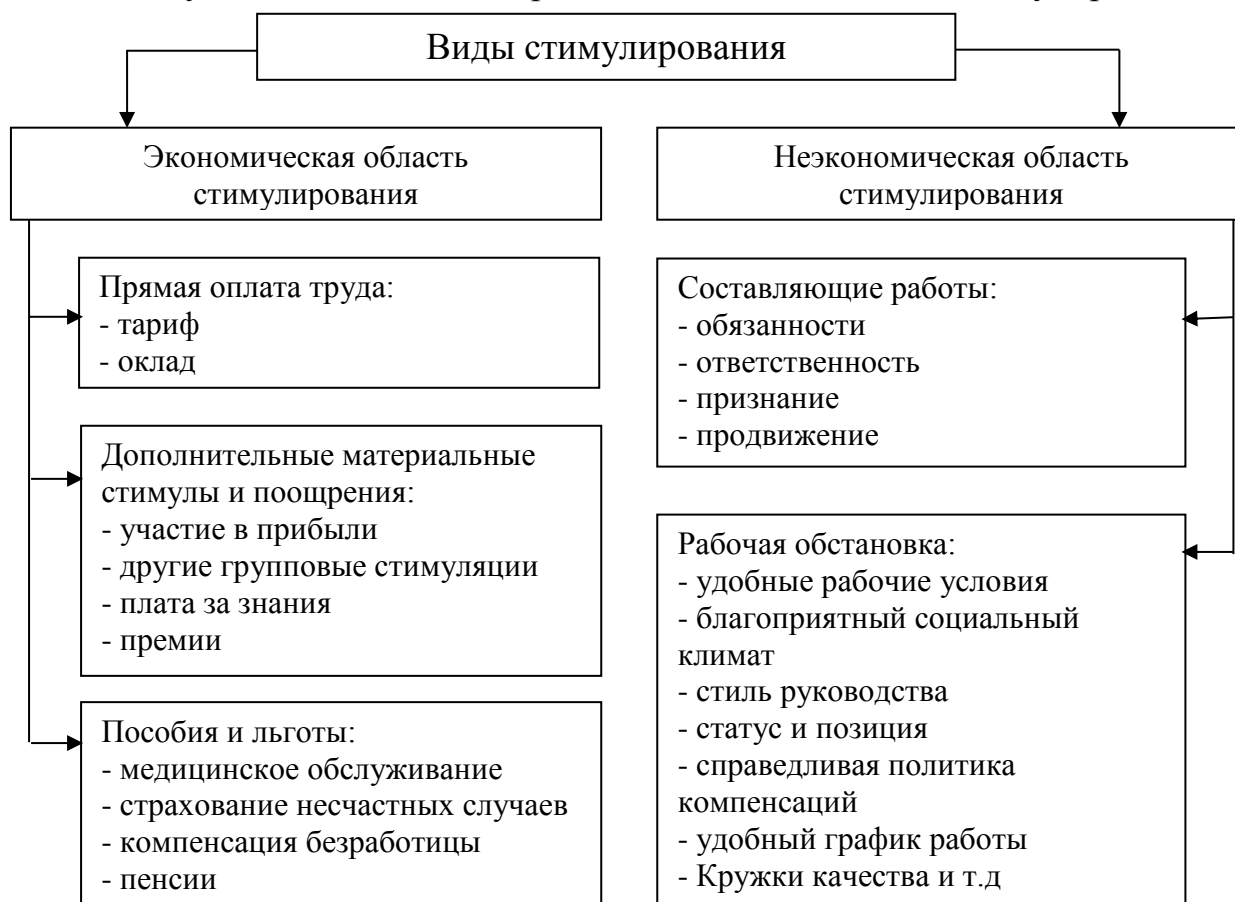 Виды стимулирования
Экономическая область
стимулирования
Прямая оплата труда:
- тариф
- оклад
Дополнительные материальные
стимулы и поощрения:
- участие в прибыли
- другие групповые стимуляции
- плата за знания
- премии
Пособия и льготы:
- медицинское обслуживание
- страхование несчастных случаев
- компенсация безработицы
- пенсии
Неэкономическая область
стимулирования
Составляющие работы:
- обязанности
- ответственность
- признание
- продвижение
Рабочая обстановка:
- удобные рабочие условия
- благоприятный социальный
климат
- стиль руководства
- статус и позиция
- справедливая политика
компенсаций
- удобный график работы
- Кружки качества и т.д